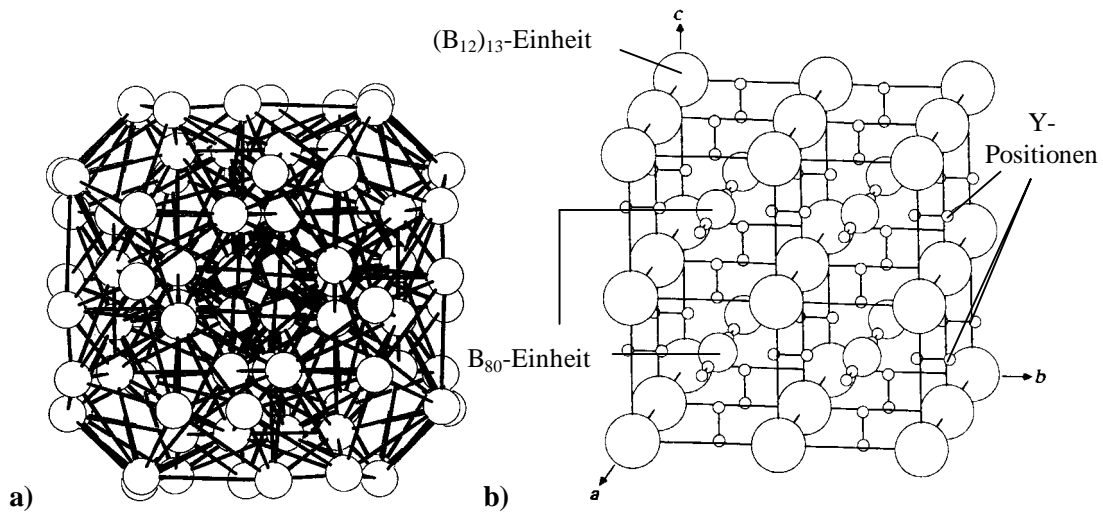 c
(B₁₂)₁₃-Einheit
Y-
Positionen
B₈₀-Einheit
b
a
a)
b)